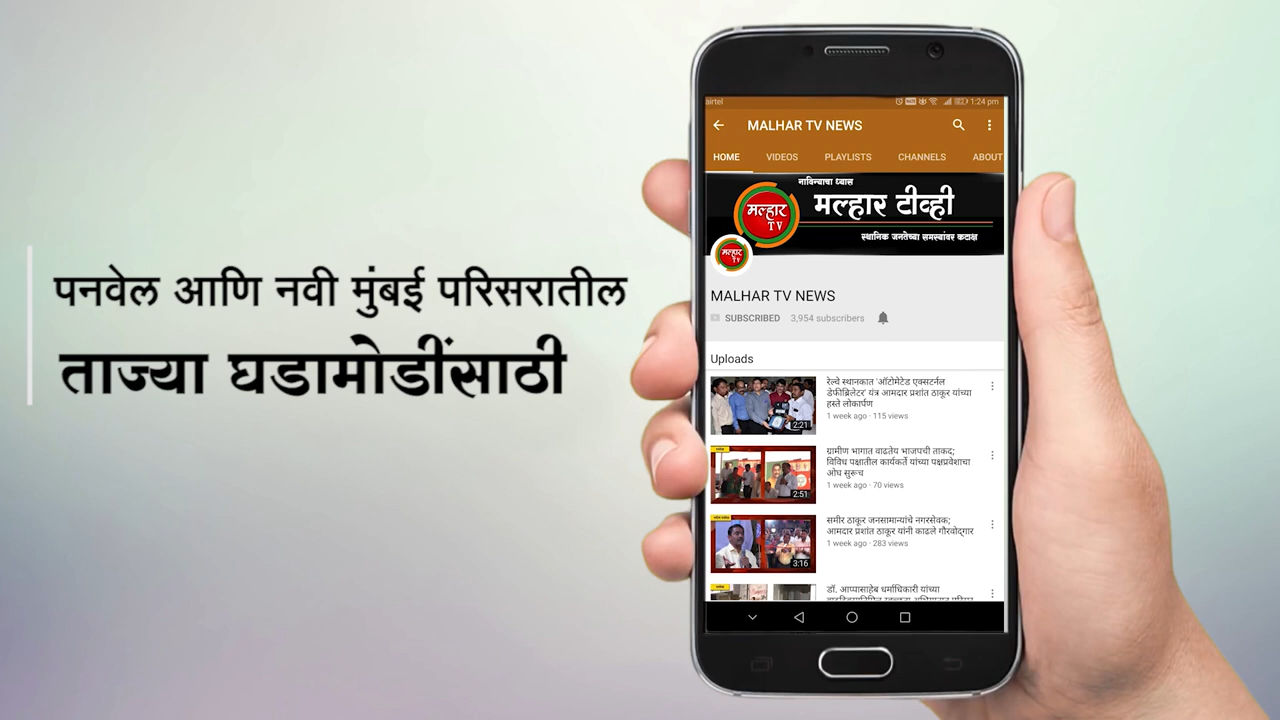 पनवेल आणि नवी मुंबई परिसरातील
ताज्या घडामोडींसाठी
airtel
1:24 pm
MALHAR TV NEWS
HOME VIDEOS PLAYLISTS CHANNELS ABOUT
नाविन्याचा ध्यास
मल्हार टीव्ही
स्थानिक जनतेच्या समस्यांवर कटाक्ष
मल्हार
TV
मल्हार
TV
MALHAR TV NEWS
SUBSCRIBED 3,954 subscribers
Uploads
रेल्वे स्थानकात 'ऑटोमेटेड एक्सटर्नल
डेफीब्रिलेटर' यंत्र आमदार प्रशांत ठाकूर यांच्या
हस्ते लोकार्पण
1 week ago · 115 views
2:21
ग्रामीण भागात वाढतेय भाजपची ताकद;
विविध पक्षातील कार्यकर्ते यांच्या पक्षप्रवेशाचा
ओघ सुरूच
1 week ago · 70 views
2:51
समीर ठाकूर जनसामान्यांचे नगरसेवक;
आमदार प्रशांत ठाकूर यांनी काढले गौरवोद्गार
1 week ago · 283 views
3:16
डॉ. आप्पासाहेब धर्माधिकारी यांच्या